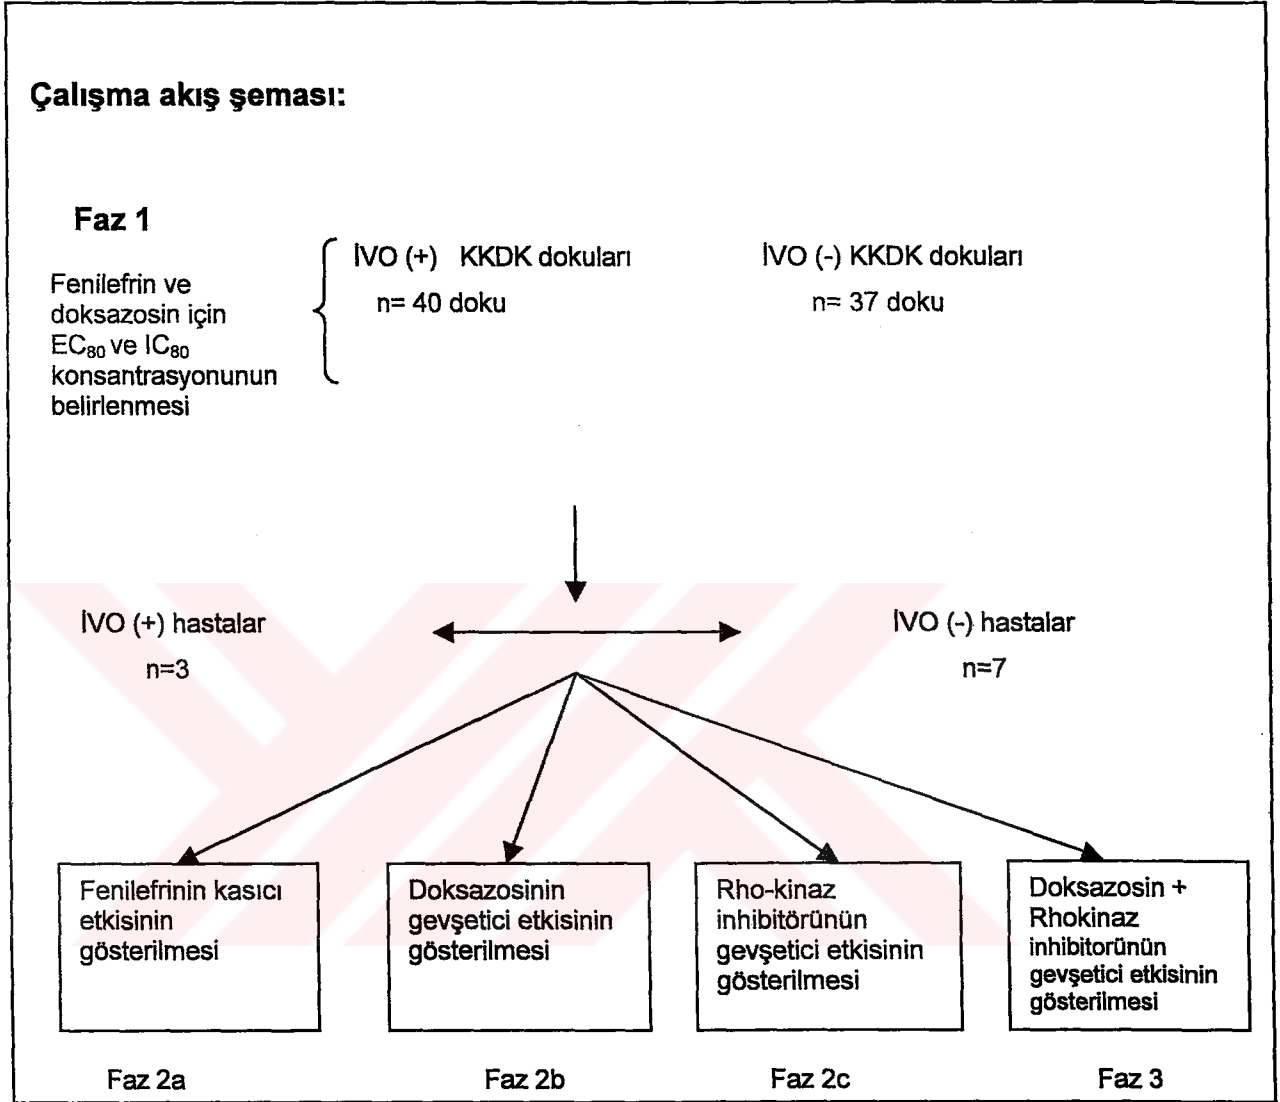 Çalışma akış şeması:
Faz 1
Fenilefrin ve
doksazosin için
EC₈₀ ve IC₈₀
konsantrasyonunun
belirlenmesi
İVO (+) KKDK dokuları
n= 40 doku
İVO (-) KKDK dokuları
n= 37 doku
İVO (+) hastalar
n=3
İVO (-) hastalar
n=7
Fenilefrinin kasıcı
etkisinin
gösterilmesi
Doksazosinin
gevşetici etkisinin
gösterilmesi
Rho-kinaz
inhibitörünün
gevşetici etkisinin
gösterilmesi
Doksazosin +
Rhokinaz
inhibitorünün
gevşetici etkisinin
gösterilmesi
Faz 2a
Faz 2b
Faz 2c
Faz 3